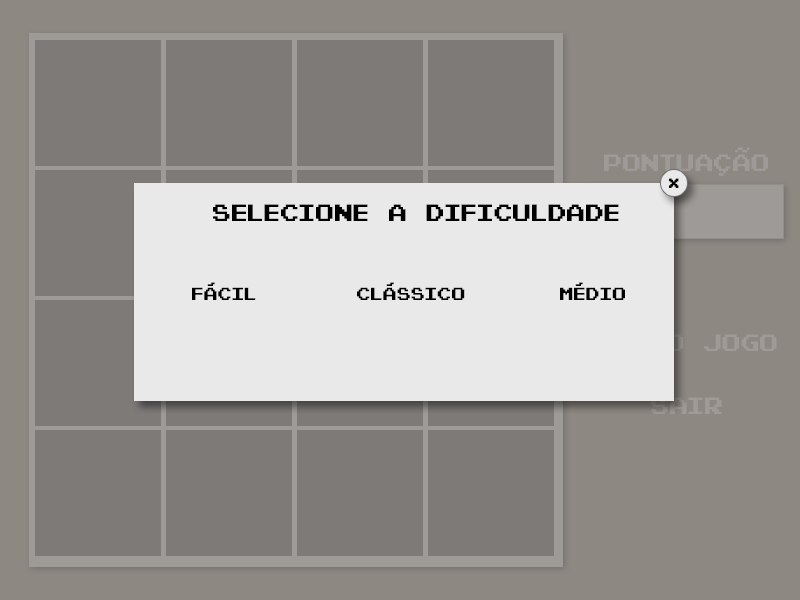 PONTUAÇÃO
SELECIONE A DIFICULDADE
FÁCIL CLÁSSICO MÉDIO
JOGO
SAIR